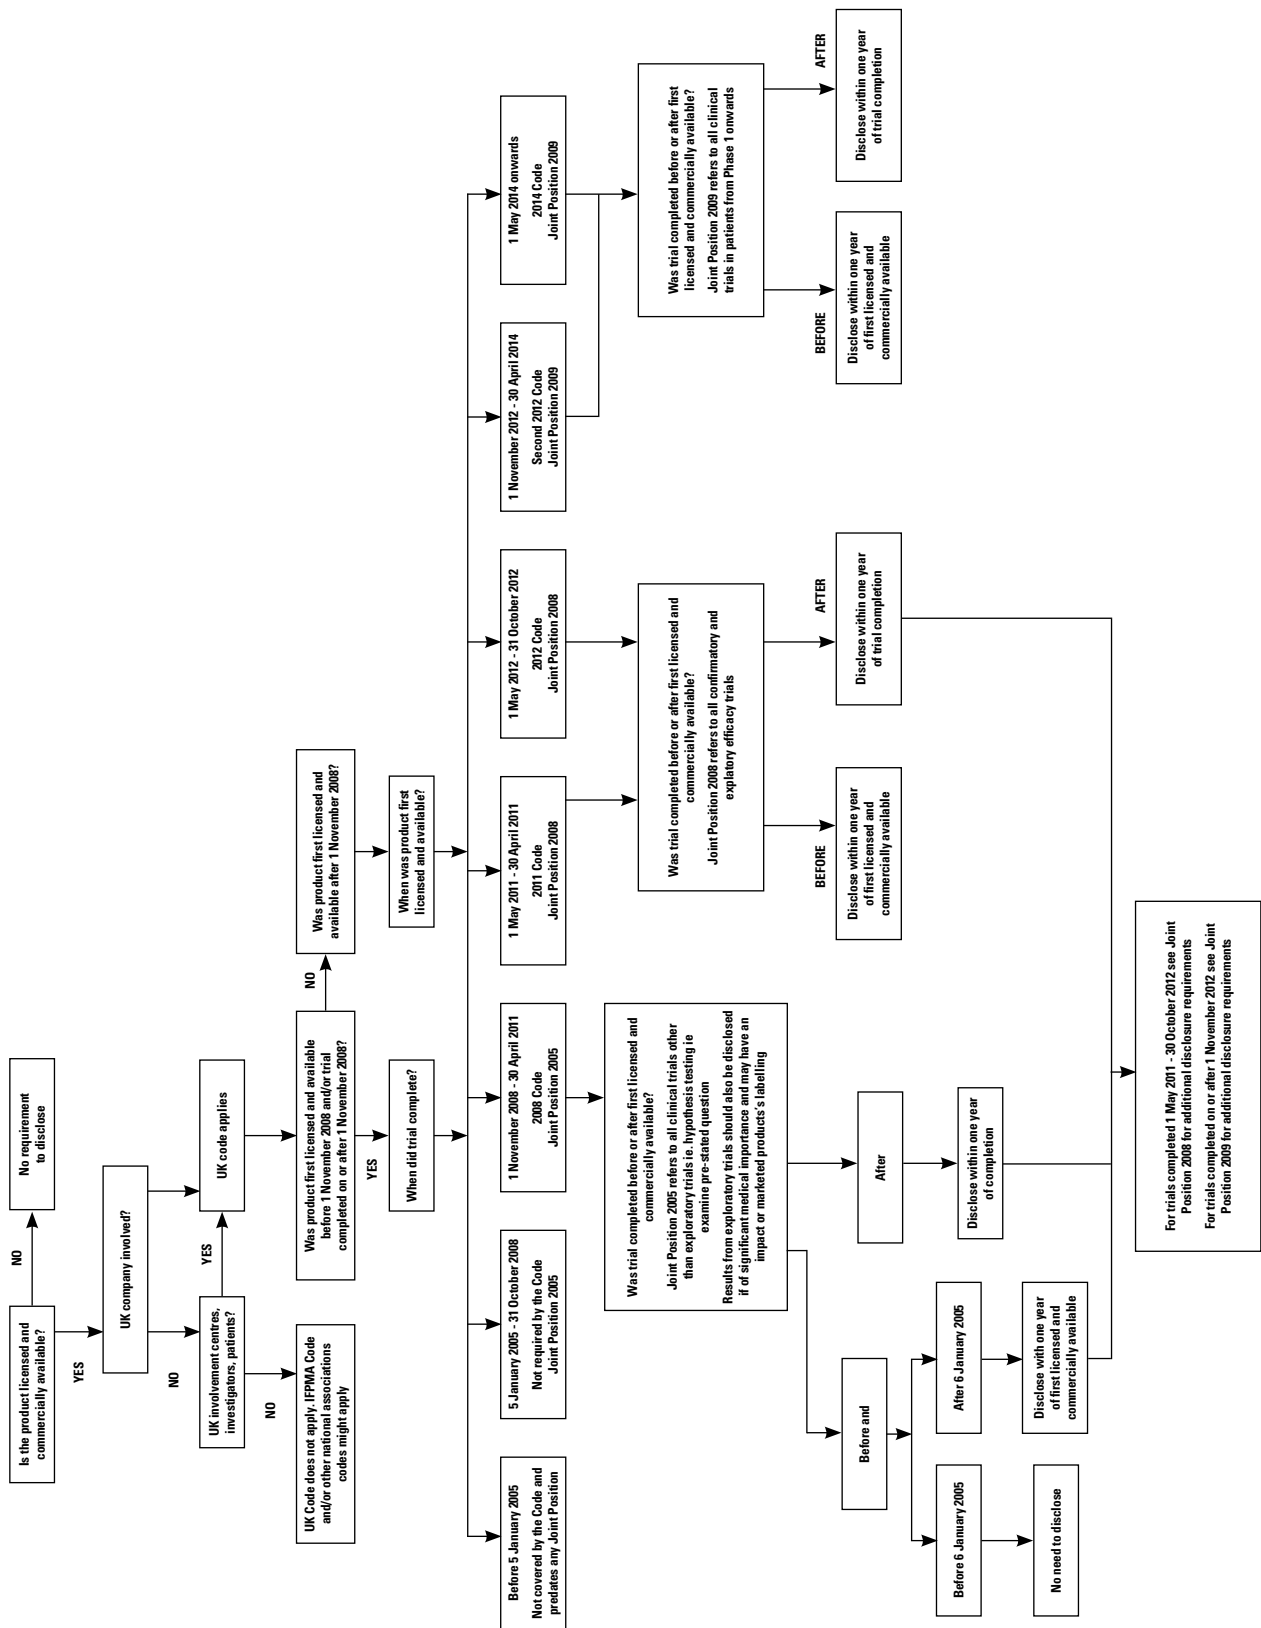 Is the product licensed and
commercially available?
NO
No requirement
to disclose
YES
UK company involved?
NO
UK involvement centres,
investigators, patients?
YES
UK code applies
NO
UK Code does not apply. IFPMA Code
and/or other national associations
codes might apply
Was product first licensed and available
before 1 November 2008 and/or trial
completed on or after 1 November 2008?
NO
Was product first licensed and
available after 1 November 2008?
YES
When did trial complete?
When was product first
licensed and available?
Before 5 January 2005
Not covered by the Code and
predates any Joint Position
5 January 2005 - 31 October 2008
Not required by the Code
Joint Position 2005
1 November 2008 - 30 April 2011
2008 Code
Joint Position 2005
1 May 2011 - 30 April 2011
2011 Code
Joint Position 2008
1 May 2012 - 31 October 2012
2012 Code
Joint Position 2008
1 November 2012 - 30 April 2014
Second 2012 Code
Joint Position 2009
1 May 2014 onwards
2014 Code
Joint Position 2009
Was trial completed before or after first licensed and
commercially available?
Joint Position 2005 refers to all clinical trials other
than exploratory trials ie. hypothesis testing ie
examine pre-stated question
Results from exploratory trials should also be disclosed
if of significant medical importance and may have an
impact or marketed products's labelling
Was trial completed before or after first licensed and
commercially available?
Joint Position 2008 refers to all confirmatory and
explatory efficacy trials
Was trial completed before or after first
licensed and commercially available?
Joint Position 2009 refers to all clinical
trials in patients from Phase 1 onwards
BEFORE
AFTER
BEFORE
AFTER
Before and
After
Disclose within one year
of first licensed and
commercially available
Disclose within one year
of trial completion
Disclose within one year
of first licensed and
commercially available
Disclose within one year
of trial completion
Before 6 January 2005
After 6 January 2005
Disclose within one year
of completion
No need to disclose
Disclose with one year
of first licensed and
commercially available
For trials completed 1 May 2011 - 30 October 2012 see Joint
Position 2008 for additional disclosure requirements
For trials completed on or after 1 November 2012 see Joint
Position 2009 for additional disclosure requirements